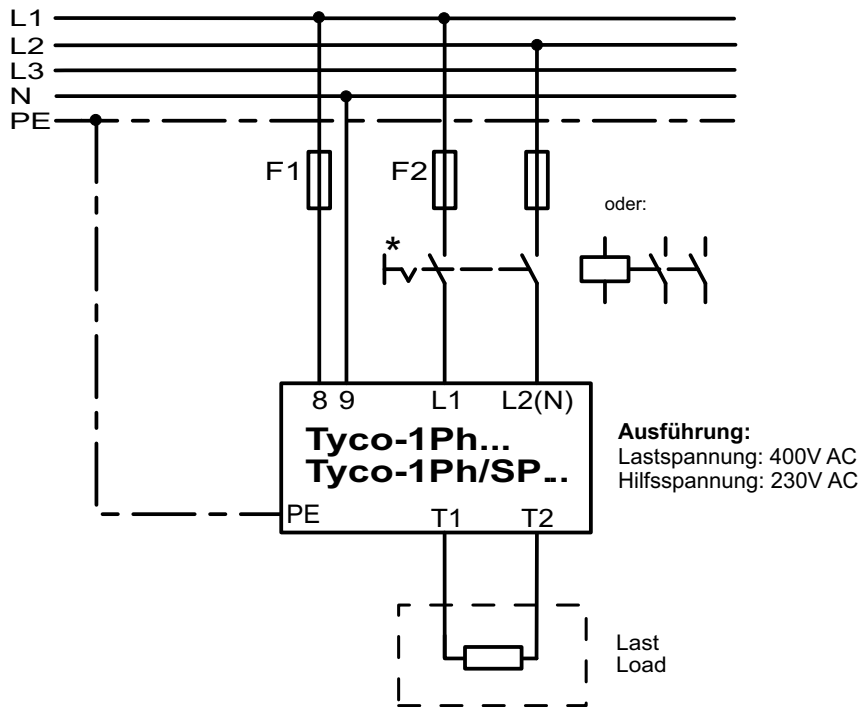 L1
L2
L3
N
PE
F1
F2
oder:
*
8 9 L1 L2(N)
Tyco-1Ph...
Tyco-1Ph/SP...
PE
T1 T2
Ausführung:
Lastspannung: 400V AC
Hilfsspannung: 230V AC
Last
Load